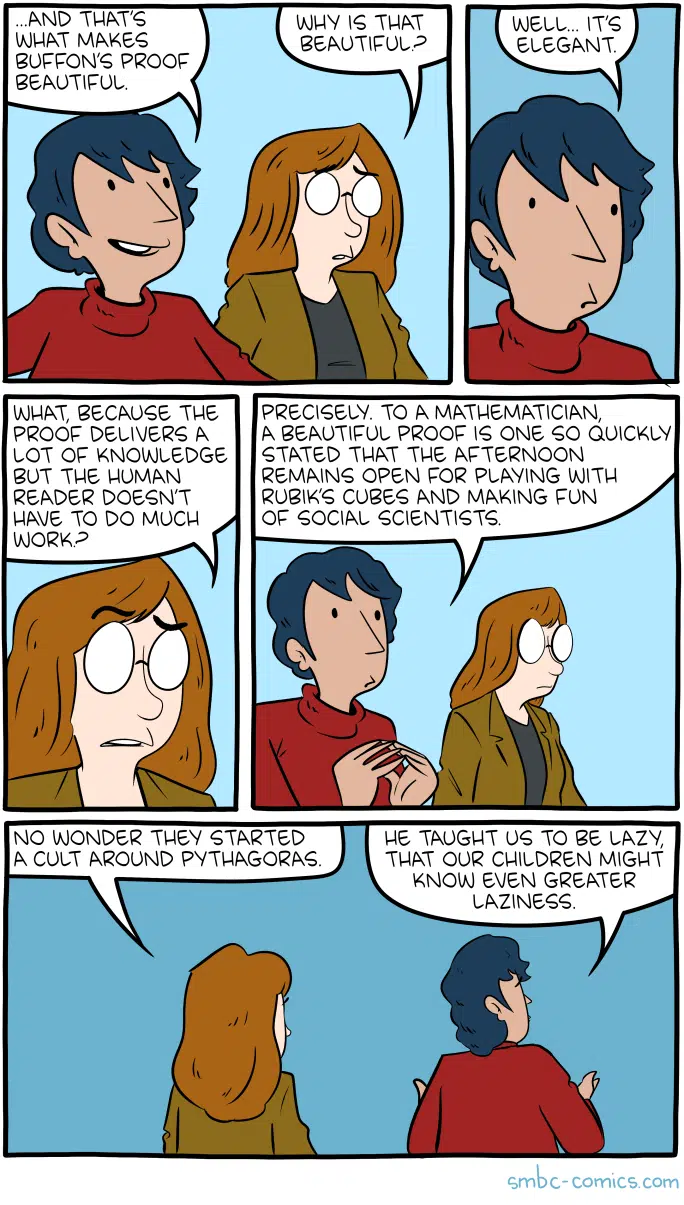 ...AND THAT'S
WHAT MAKES
BUFFON'S PROOF
BEAUTIFUL.
WHY IS THAT
BEAUTIFUL?
WELL... IT'S
ELEGANT.
WHAT, BECAUSE THE
PROOF DELIVERS A
LOT OF KNOWLEDGE
BUT THE HUMAN
READER DOESN'T
HAVE TO DO MUCH
WORK?
PRECISELY. TO A MATHEMATICIAN,
A BEAUTIFUL PROOF IS ONE SO QUICKLY
STATED THAT THE AFTERNOON
REMAINS OPEN FOR PLAYING WITH
RUBIK'S CUBES AND MAKING FUN
OF SOCIAL SCIENTISTS.
NO WONDER THEY STARTED
A CULT AROUND PYTHAGORAS.
HE TAUGHT US TO BE LAZY,
THAT OUR CHILDREN MIGHT
KNOW EVEN GREATER
LAZINESS.
smbc-comics.com